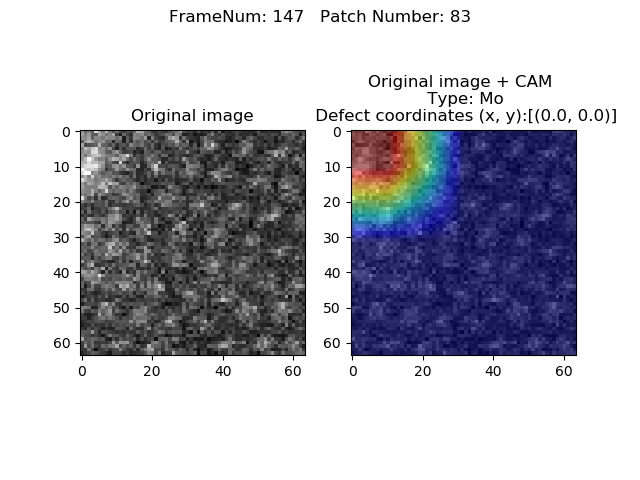 FrameNum: 147   Patch Number: 83
Original image
0
10
20
30
40
50
60
0 20 40 60
Original image + CAM
Type: Mo
Defect coordinates (x, y):[(0.0, 0.0)]
0
10
20
30
40
50
60
0 20 40 60